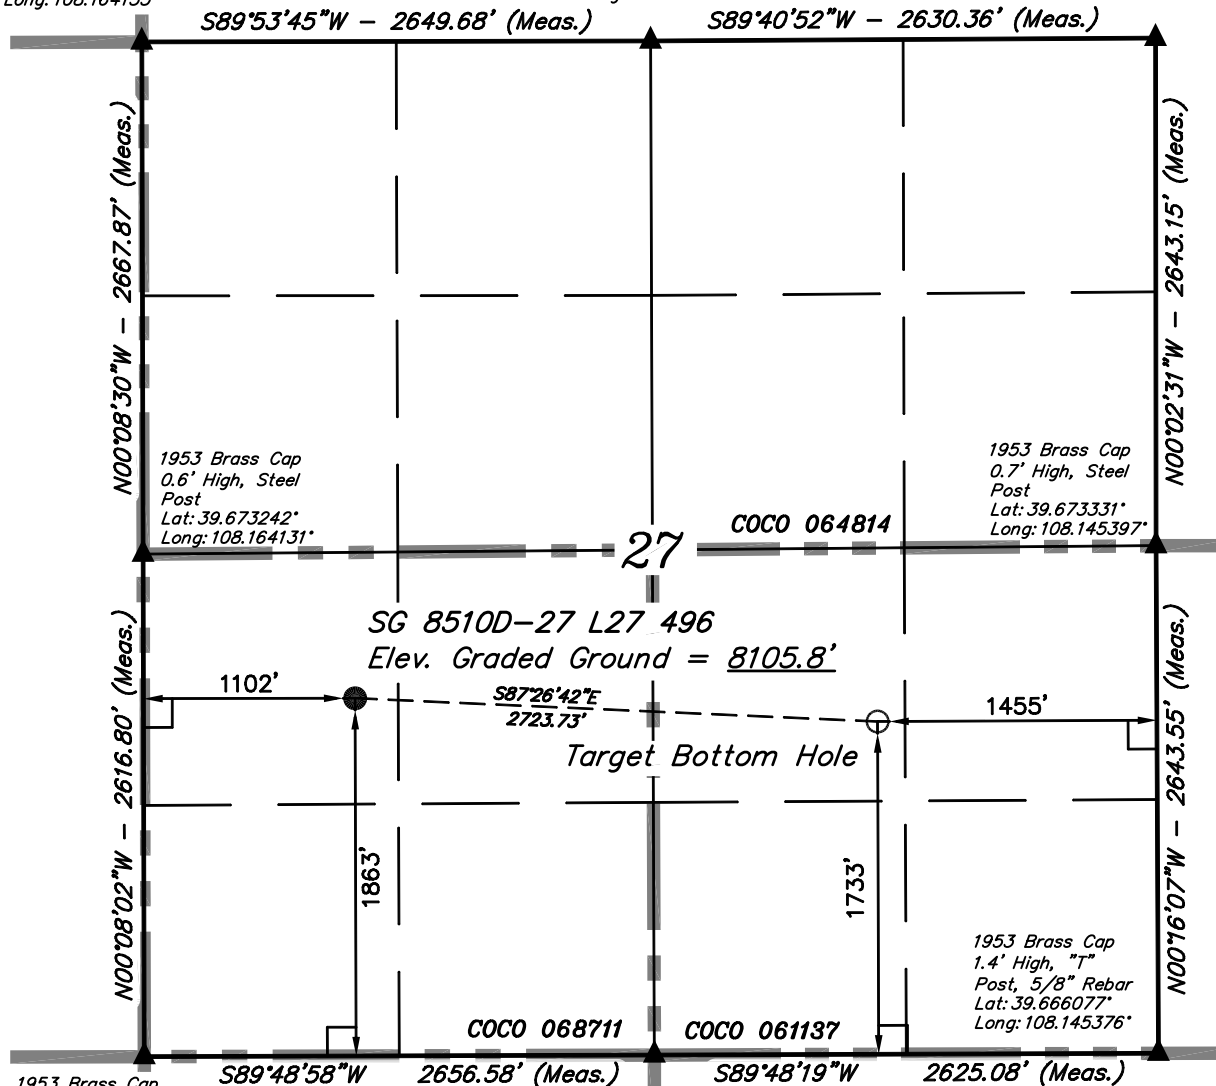 S89°53'45"W - 2649.68' (Meas.)
S89°40'52"W - 2630.36' (Meas.)
N00°08'30"W - 2667.87' (Meas.)
N00°02'31"W - 2643.15' (Meas.)
1953 Brass Cap
0.6' High, Steel
Post
Lat: 39.673242°
Long: 108.164131°
1953 Brass Cap
0.7' High, Steel
Post
Lat: 39.673331°
Long: 108.145397°
COCO 064814
27
SG 8510D-27 L27 496
Elev. Graded Ground = 8105.8'
1102'
S87°26'42"E
2723.73'
1455'
Target Bottom Hole
N00°08'02"W - 2616.80' (Meas.)
1863'
1733'
N00°16'07"W - 2643.55' (Meas.)
1953 Brass Cap
1.4' High, "T"
Post, 5/8" Rebar
Lat: 39.666077°
Long: 108.145376°
COCO 068711
COCO 061137
S89°48'58"W 2656.58' (Meas.)
S89°48'19"W 2625.08' (Meas.)
1953 Brass Cap